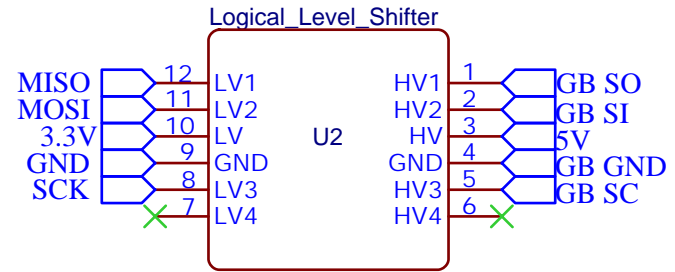 Logical_Level_Shifter
MISO 12 LV1 HV1 1 GB SO
MOSI 11 LV2 HV2 2 GB SI
3.3V 10 LV U2 HV 3 5V
GND 9 GND GND 4 GB GND
SCK 8 LV3 HV3 5 GB SC
7 LV4 HV4 6